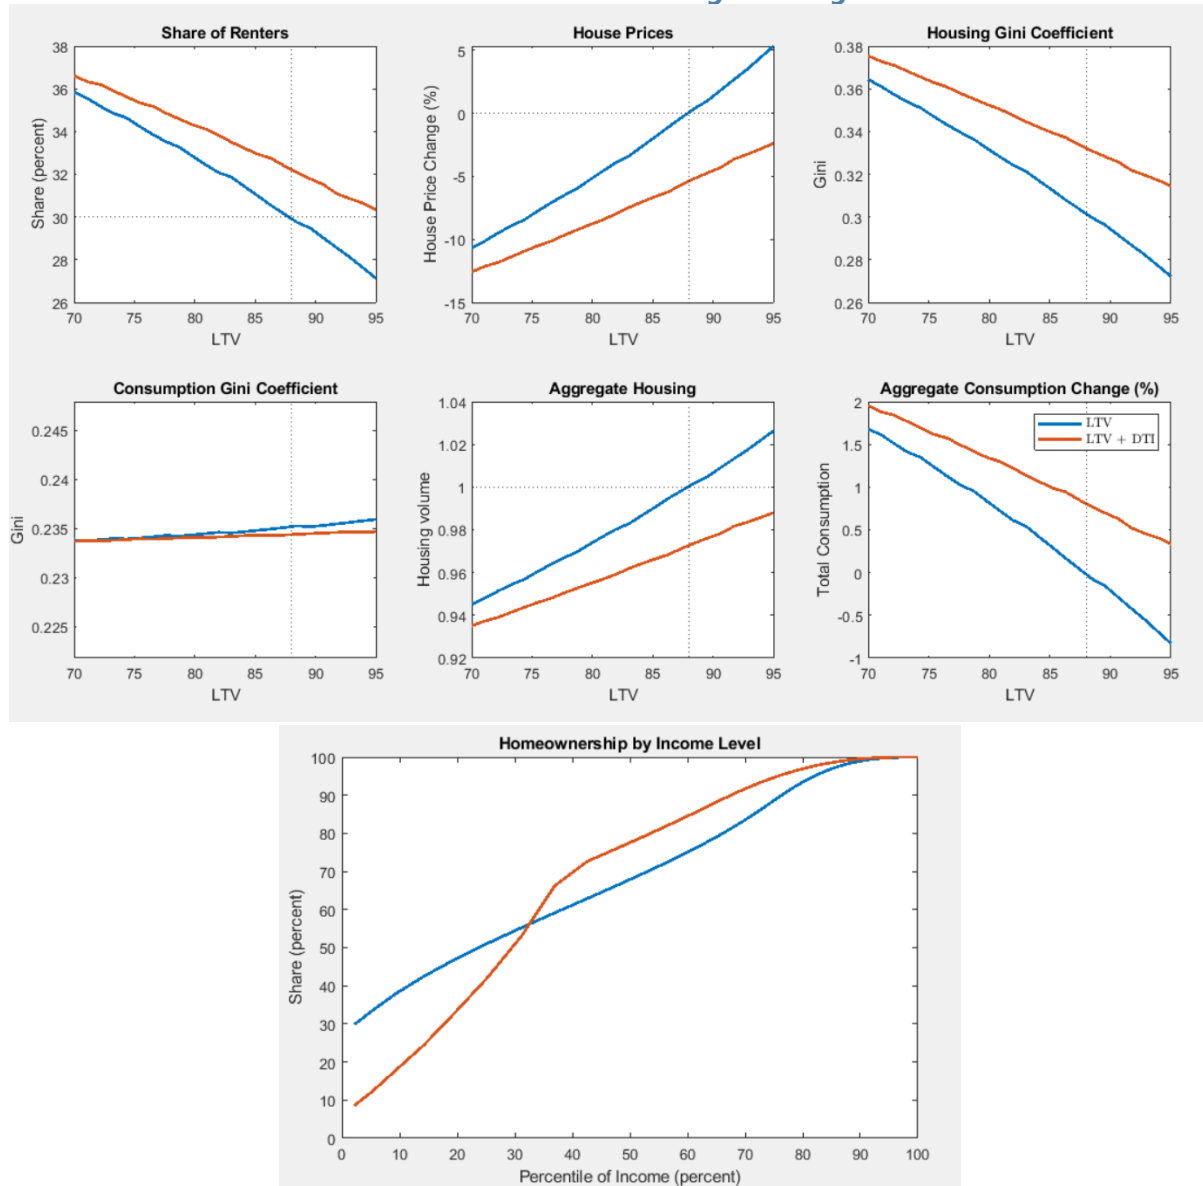 Share of Renters
38
36
34
32
30
28
26
Share (percent)
70 75 80 85 90 95
LTV
House Prices
5
0
-5
-10
-15
House Price Change (%)
70 75 80 85 90 95
LTV
Housing Gini Coefficient
0.38
0.36
0.34
0.32
0.3
0.28
0.26
Gini
70 75 80 85 90 95
LTV
Consumption Gini Coefficient
0.245
0.24
0.235
0.23
0.225
Gini
70 75 80 85 90 95
LTV
Aggregate Housing
1.04
1.02
1
0.98
0.96
0.94
0.92
Housing volume
70 75 80 85 90 95
LTV
Aggregate Consumption Change (%)
2
1.5
1
0.5
0
-0.5
-1
Total Consumption
LTV
LTV + DTI
70 75 80 85 90 95
LTV
Homeownership by Income Level
100
90
80
70
60
50
40
30
20
10
0
Share (percent)
0 10 20 30 40 50 60 70 80 90 100
Percentile of Income (percent)